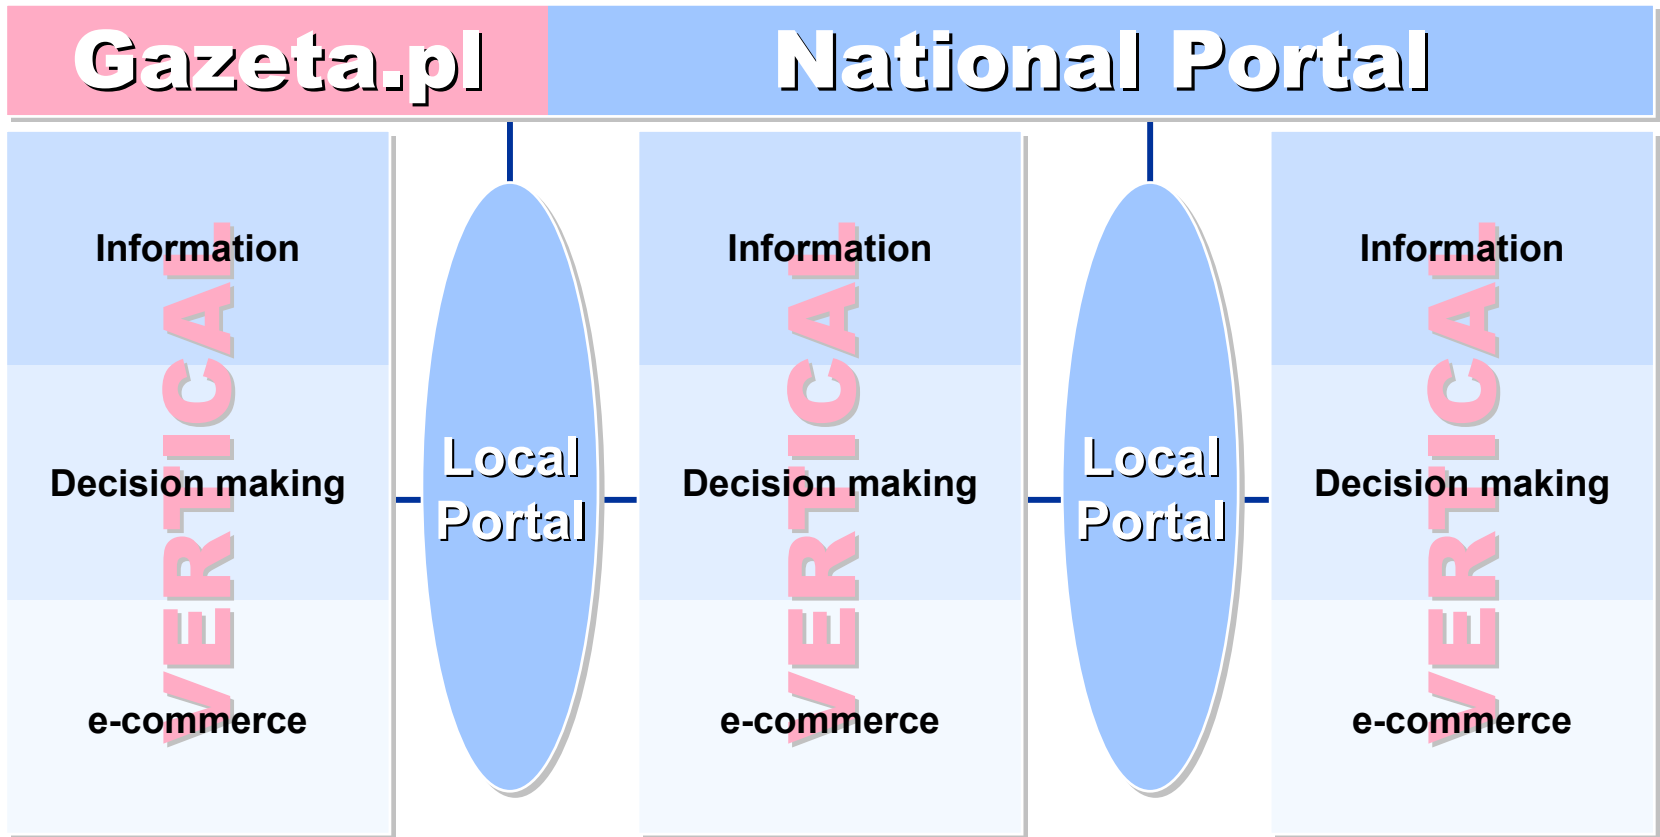 Gazeta.pl National Portal
VERTICAL
Information
Decision making
e-commerce
Local
Portal
VERTICAL
Information
Decision making
e-commerce
Local
Portal
VERTICAL
Information
Decision making
e-commerce